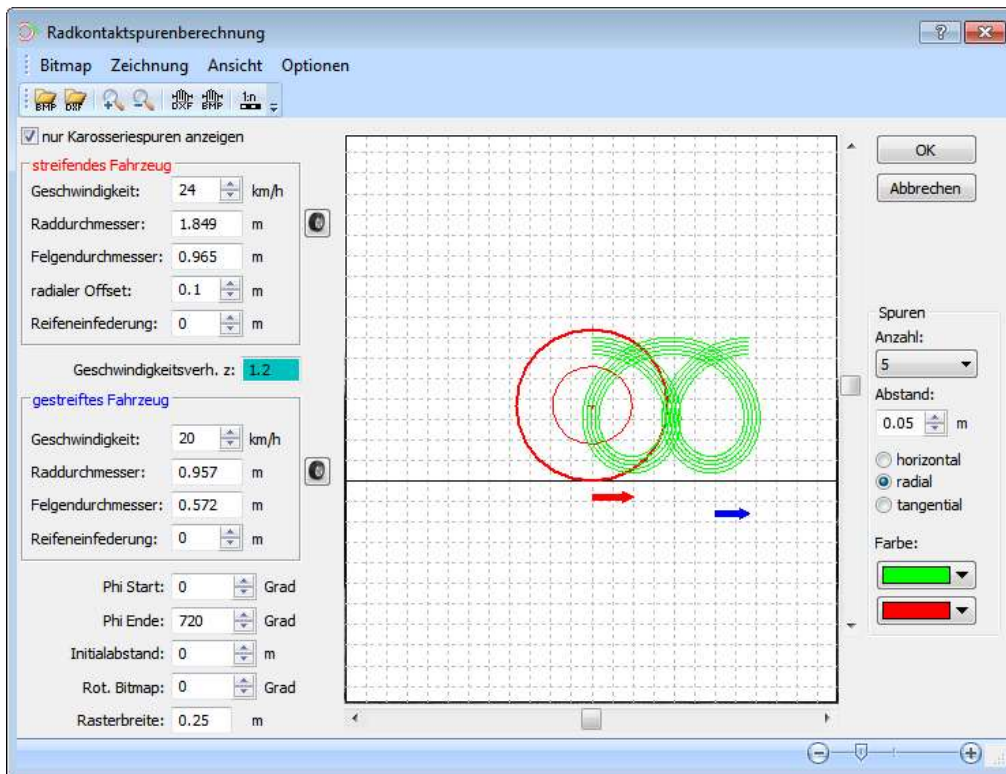 Radkontaktspurenberechnung
Bitmap Zeichnung Ansicht Optionen
BMP DXF DXF BMP 1:n
nur Karosseriespuren anzeigen
streifendes Fahrzeug
Geschwindigkeit: 24 km/h
Raddurchmesser: 1.849 m
Felgendurchmesser: 0.965 m
radialer Offset: 0.1 m
Reifeneinfederung: 0 m
Geschwindigkeitsverh. z: 1.2
gestreiftes Fahrzeug
Geschwindigkeit: 20 km/h
Raddurchmesser: 0.957 m
Felgendurchmesser: 0.572 m
Reifeneinfederung: 0 m
Phi Start: 0 Grad
Phi Ende: 720 Grad
Initialabstand: 0 m
Rot. Bitmap: 0 Grad
Rasterbreite: 0.25 m
OK
Abbrechen
Spuren
Anzahl:
5
Abstand:
0.05 m
horizontal
radial
tangential
Farbe: